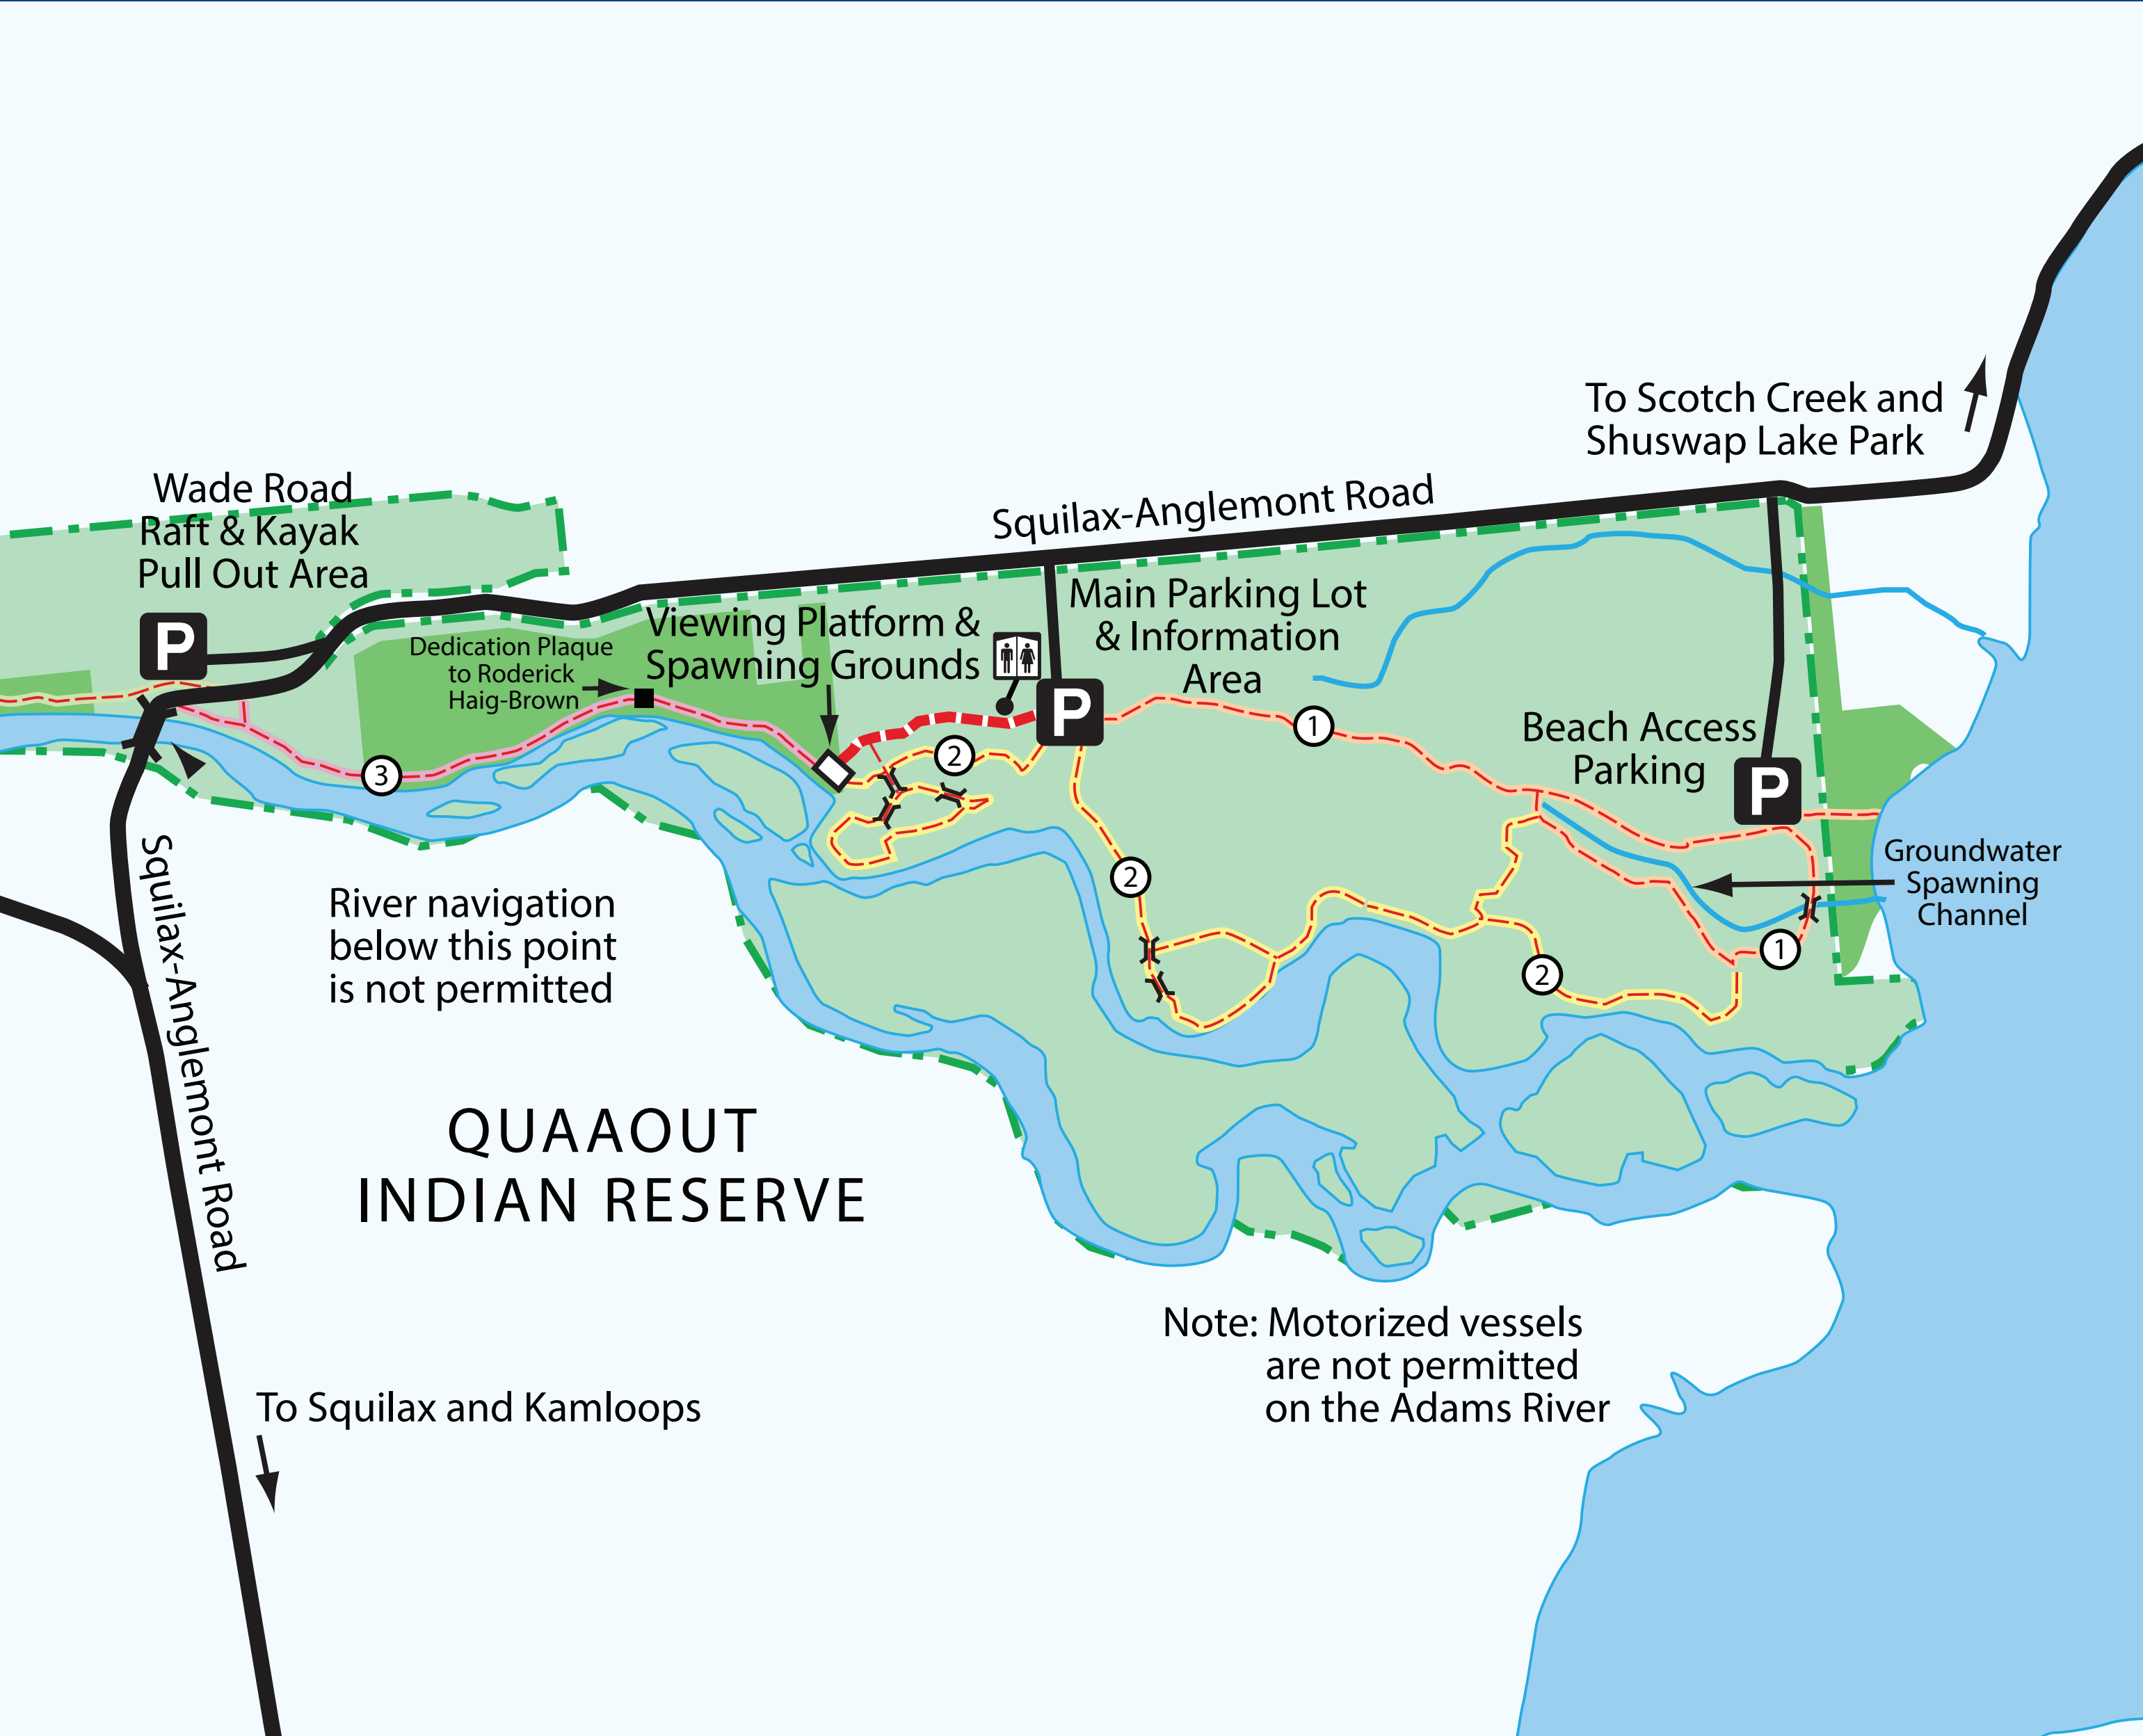 To Scotch Creek and
Shuswap Lake Park
Squilax-Anglemont Road
Wade Road
Raft & Kayak
Pull Out Area
P
Dedication Plaque
to Roderick
Haig-Brown
Viewing Platform &
Spawning Grounds
Main Parking Lot
& Information
Area
P
1
Beach Access
Parking
P
2
3
2
Groundwater
Spawning
Channel
1
2
River navigation
below this point
is not permitted
Squilax-Anglemont Road
QUAAOUT
INDIAN RESERVE
Note: Motorized vessels
are not permitted
on the Adams River
To Squilax and Kamloops